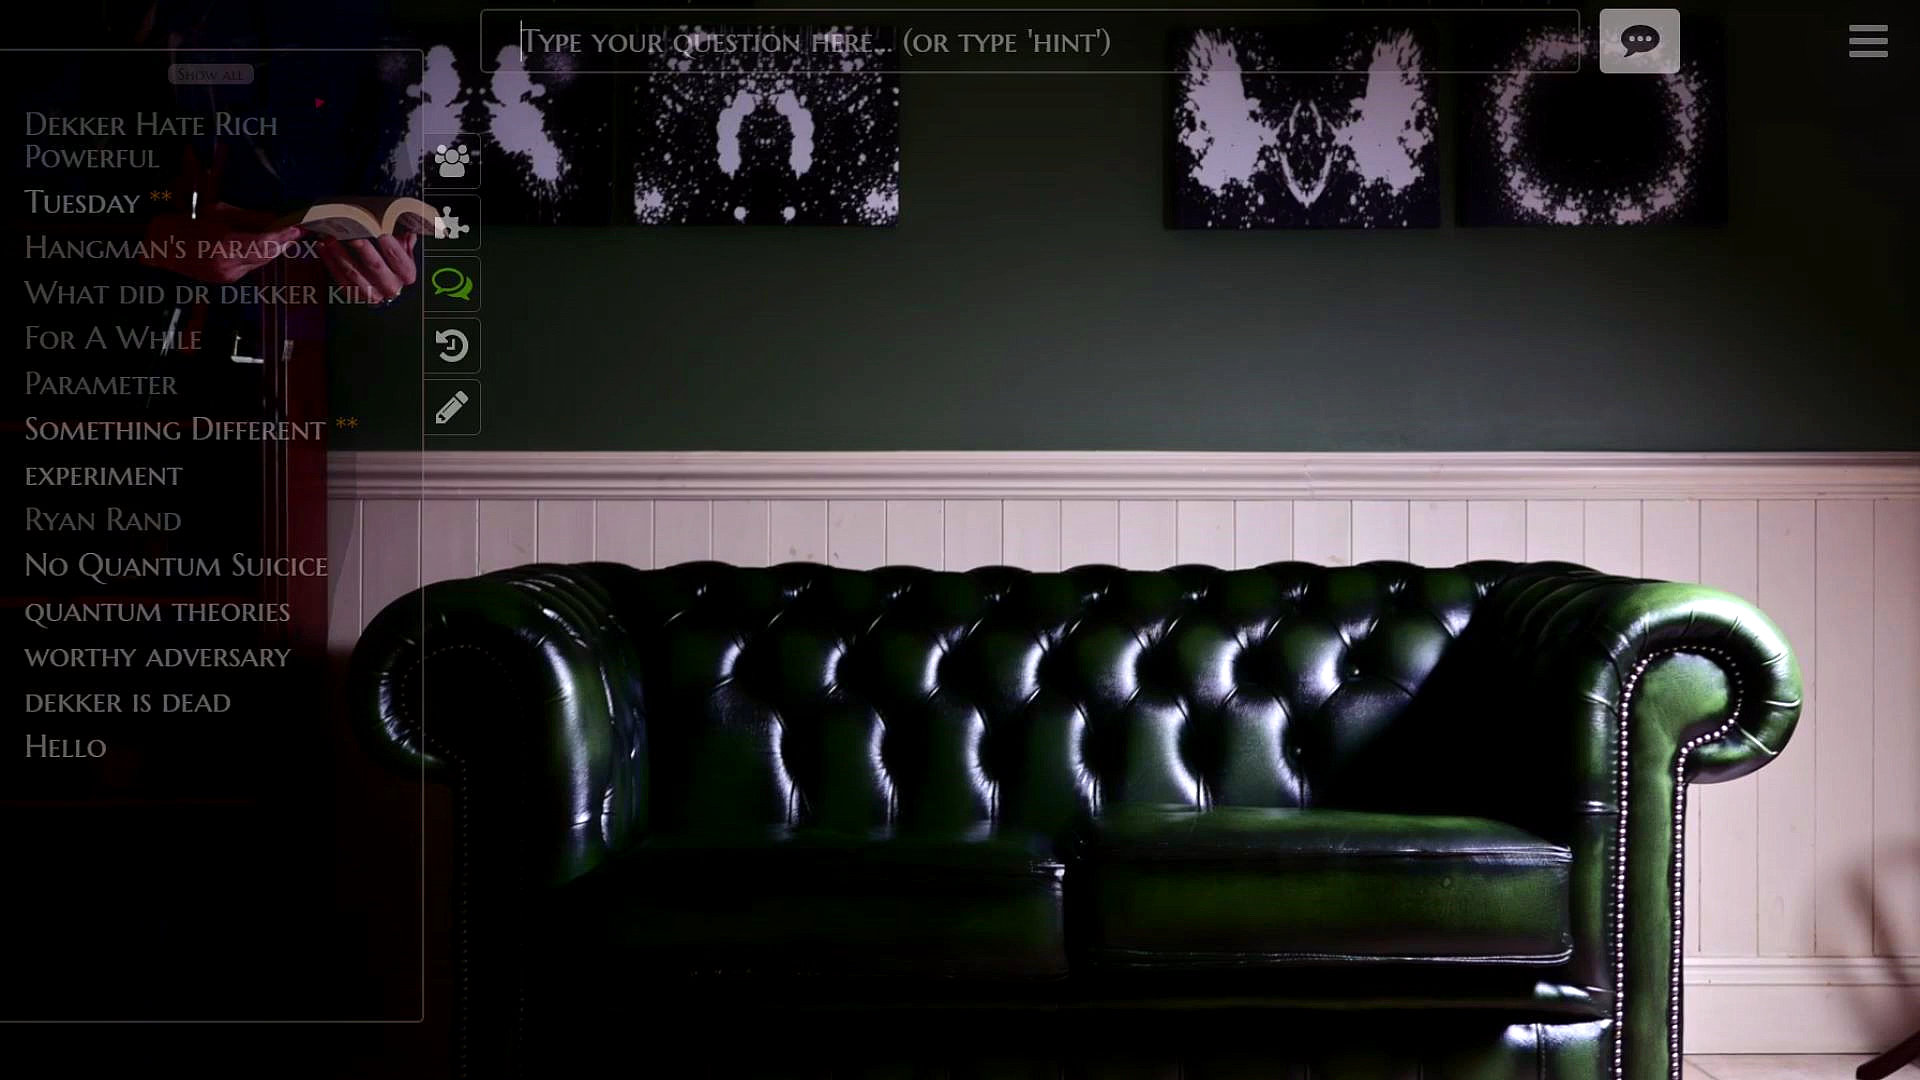 Type your question here... (or type 'hint')
Show all
Dekker Hate Rich
Powerful
Tuesday **
Hangman's paradox
What did dr dekker kill
For A While
Parameter
Something Different **
experiment
Ryan Rand
No Quantum Suicice
quantum theories
worthy adversary
dekker is dead
Hello